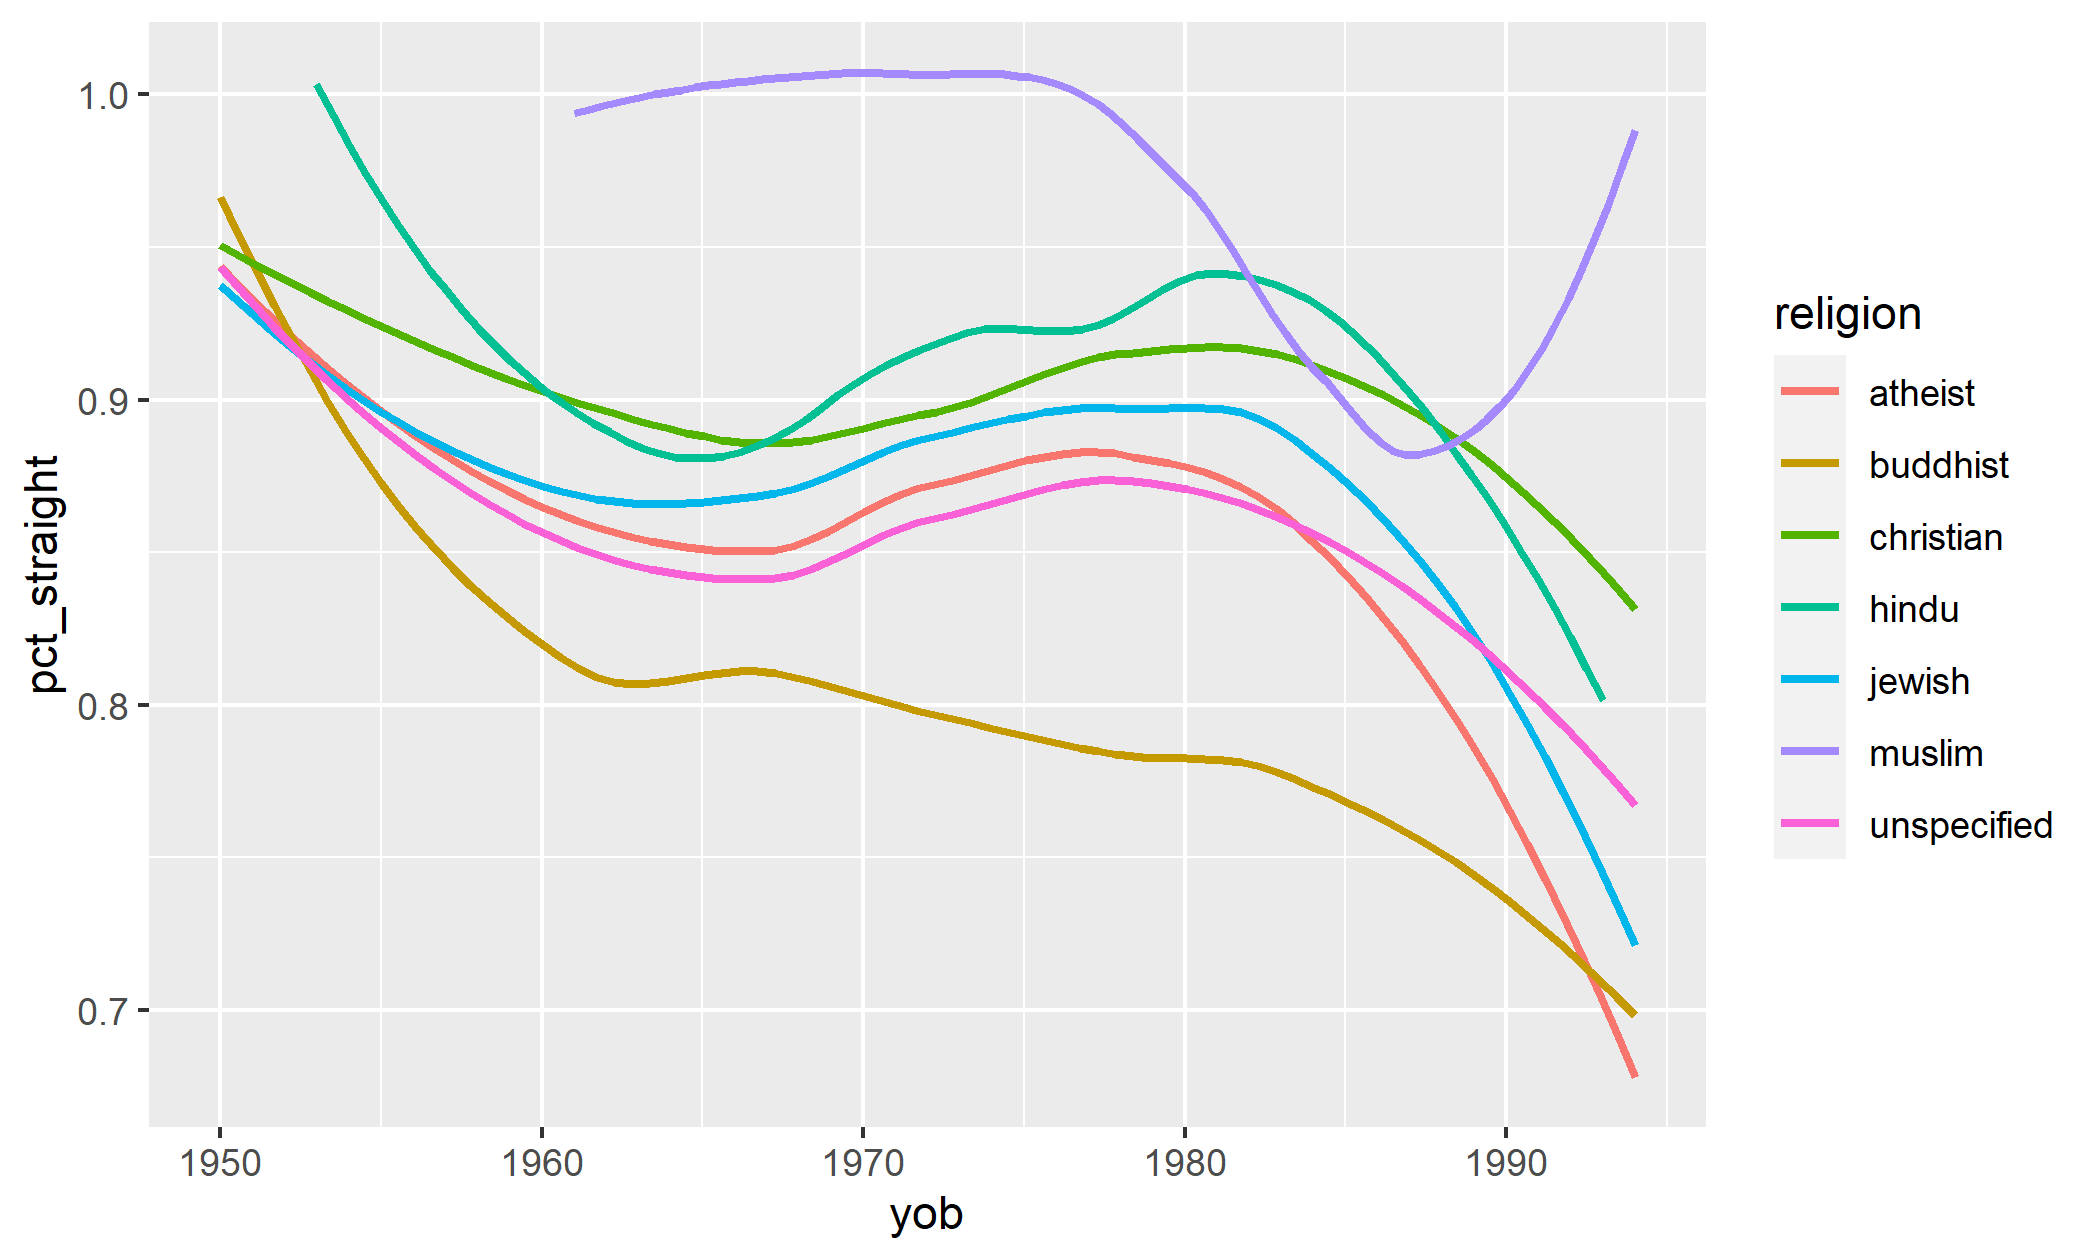 1.0
0.9
0.8
0.7
pct_straight
1950 1960 1970 1980 1990
yob
religion
atheist
buddhist
christian
hindu
jewish
muslim
unspecified